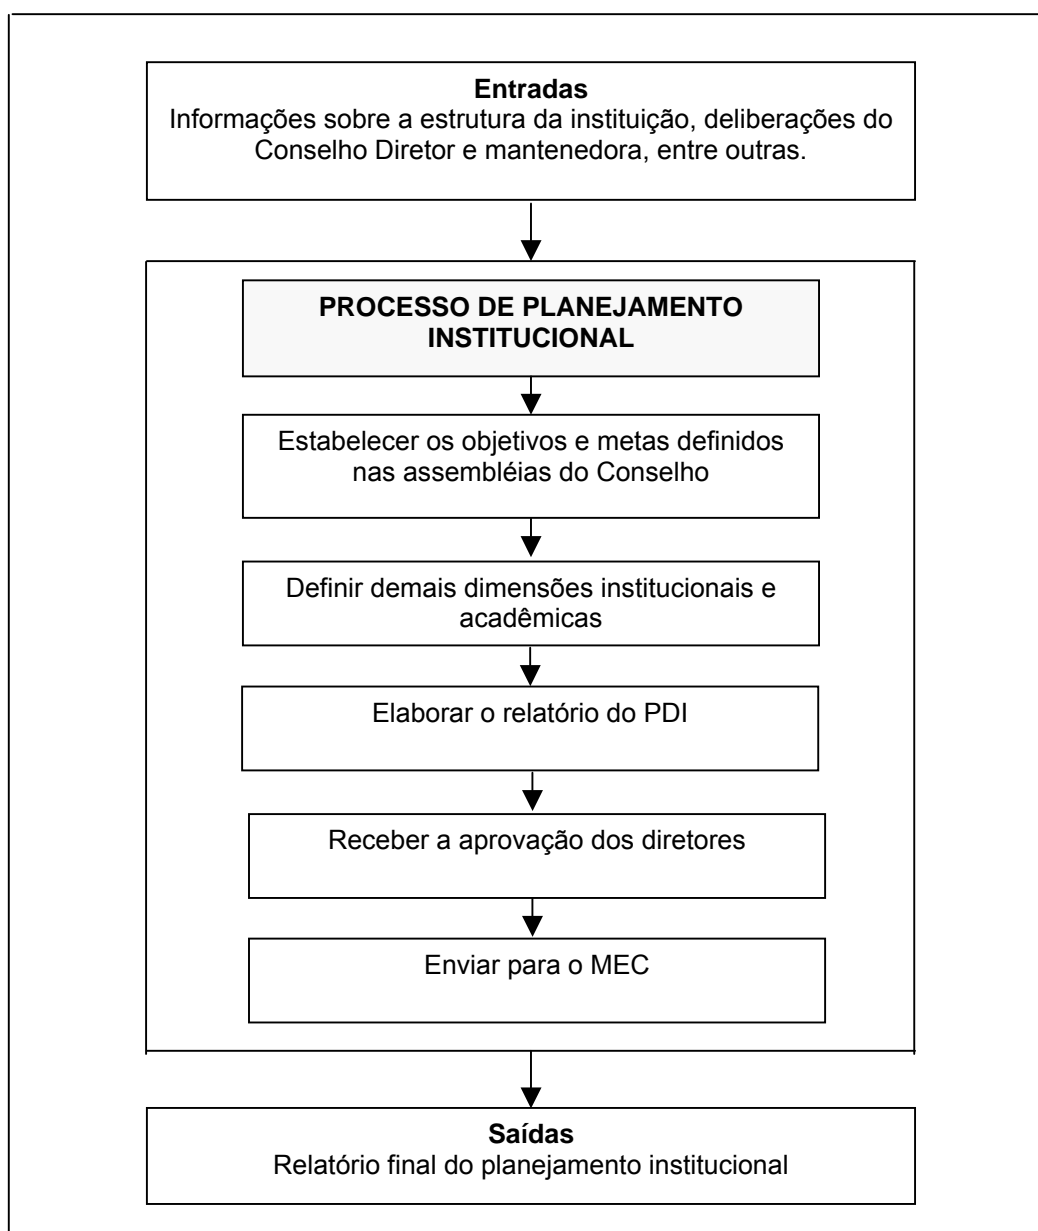 Entradas
Informações sobre a estrutura da instituição, deliberações do
Conselho Diretor e mantenedora, entre outras.
PROCESSO DE PLANEJAMENTO
INSTITUCIONAL
Estabelecer os objetivos e metas definidos
nas assembléias do Conselho
Definir demais dimensões institucionais e
acadêmicas
Elaborar o relatório do PDI
Receber a aprovação dos diretores
Enviar para o MEC
Saídas
Relatório final do planejamento institucional